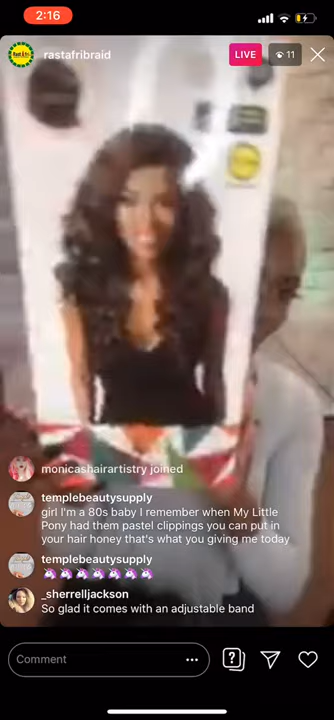 2:16
rastafribraid
LIVE
11
monicashairartistry joined
templebeautysupply
girl I'm a 80s baby I remember when My Little
Pony had them pastel clippings you can put in
your hair honey that's what you giving me today
templebeautysupply
🦄🦄🦄🦄🦄🦄🦄
_sherrelljackson
So glad it comes with an adjustable band
Comment